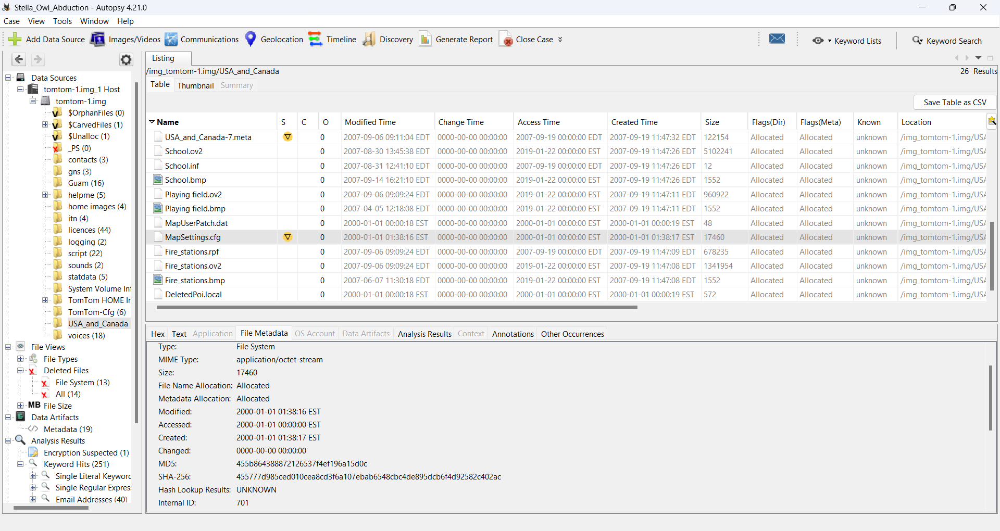 Stella_Owl_Abduction - Autopsy 4.21.0
Case View Tools Window Help
Add Data Source Images/Videos Communications Geolocation Timeline Discovery Generate Report Close Case Keyword Lists Keyword Search
Listing
/img_tomtom-1.img/USA_and_Canada
26 Results
Table Thumbnail Summary
Save Table as CSV
Data Sources
tomtom-1.img_1 Host
tomtom-1.img
$OrphanFiles (0)
$CarvedFiles (1)
$Unalloc (1)
_PS (0)
contacts (3)
gns (3)
Guam (16)
helpme (5)
home images (4)
itn (4)
licences (44)
logging (2)
script (22)
sounds (2)
statdata (5)
System Volume In
TomTom HOME Ir
TomTom-Cfg (6)
USA_and_Canada
voices (18)
File Views
File Types
Deleted Files
File System (13)
All (14)
MB File Size
Data Artifacts
Metadata (19)
Analysis Results
Encryption Suspected (1)
Keyword Hits (251)
Single Literal Keyword
Single Regular Expres
Email Addresses (40)
Name S C O Modified Time Change Time Access Time Created Time Size Flags(Dir) Flags(Meta) Known Location
USA_and_Canada-7.meta 0 2007-09-06 09:11:04 EDT 0000-00-00 00:00:00 2007-09-19 00:00:00 EDT 2007-09-19 11:47:32 EDT 122154 Allocated Allocated unknown /img_tomtom-1.img/USA
School.ov2 0 2007-08-30 13:45:38 EDT 0000-00-00 00:00:00 2019-01-22 00:00:00 EST 2007-09-19 11:47:26 EDT 5102241 Allocated Allocated unknown /img_tomtom-1.img/USA
School.inf 0 2007-08-31 12:41:10 EDT 0000-00-00 00:00:00 2007-09-19 00:00:00 EDT 2007-09-19 11:47:26 EDT 12 Allocated Allocated unknown /img_tomtom-1.img/USA
School.bmp 0 2007-09-14 16:21:10 EDT 0000-00-00 00:00:00 2019-01-22 00:00:00 EST 2007-09-19 11:47:26 EDT 1552 Allocated Allocated unknown /img_tomtom-1.img/USA
Playing field.ov2 0 2007-09-06 09:09:24 EDT 0000-00-00 00:00:00 2019-01-22 00:00:00 EST 2007-09-19 11:47:11 EDT 960922 Allocated Allocated unknown /img_tomtom-1.img/USA
Playing field.bmp 0 2007-04-05 12:18:08 EDT 0000-00-00 00:00:00 2019-01-22 00:00:00 EST 2007-09-19 11:47:11 EDT 1552 Allocated Allocated unknown /img_tomtom-1.img/USA
MapUserPatch.dat 0 2000-01-01 00:00:18 EST 0000-00-00 00:00:00 2000-01-01 00:00:00 EST 2000-01-01 00:00:19 EST 48 Allocated Allocated unknown /img_tomtom-1.img/USA
MapSettings.cfg 0 2000-01-01 01:38:16 EST 0000-00-00 00:00:00 2000-01-01 00:00:00 EST 2000-01-01 01:38:17 EST 17460 Allocated Allocated unknown /img_tomtom-1.img/USA
Fire_stations.rpf 0 2007-09-06 09:09:24 EDT 0000-00-00 00:00:00 2007-09-19 00:00:00 EDT 2007-09-19 11:47:09 EDT 678235 Allocated Allocated unknown /img_tomtom-1.img/USA
Fire_stations.ov2 0 2007-09-06 09:09:24 EDT 0000-00-00 00:00:00 2019-01-22 00:00:00 EST 2007-09-19 11:47:08 EDT 1341954 Allocated Allocated unknown /img_tomtom-1.img/USA
Fire_stations.bmp 0 2007-06-07 11:30:18 EDT 0000-00-00 00:00:00 2019-01-22 00:00:00 EST 2007-09-19 11:47:08 EDT 1552 Allocated Allocated unknown /img_tomtom-1.img/USA
DeletedPoi.local 0 2000-01-01 00:00:18 EST 0000-00-00 00:00:00 2000-01-01 00:00:00 EST 2000-01-01 00:00:19 EST 572 Allocated Allocated unknown /img_tomtom-1.img/USA
Hex Text Application File Metadata OS Account Data Artifacts Analysis Results Context Annotations Other Occurrences
Type: File System
MIME Type: application/octet-stream
Size: 17460
File Name Allocation: Allocated
Metadata Allocation: Allocated
Modified: 2000-01-01 01:38:16 EST
Accessed: 2000-01-01 00:00:00 EST
Created: 2000-01-01 01:38:17 EST
Changed: 0000-00-00 00:00:00
MD5: 455b864388872126537f4ef196a15d0c
SHA-256: 455777d985ced010cea8cd3f6a107ebab6548cbc4de895dcb6f4d92582c402ac
Hash Lookup Results: UNKNOWN
Internal ID: 701